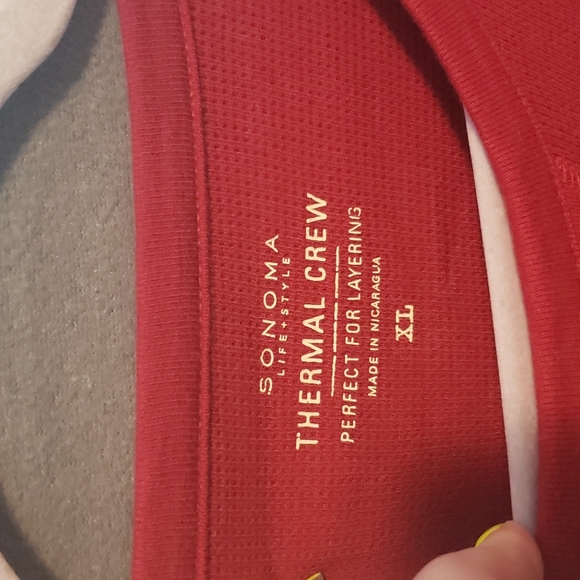 SONOMA
LIFE+STYLE
THERMAL CREW
PERFECT FOR LAYERING
MADE IN NICARAGUA
XL